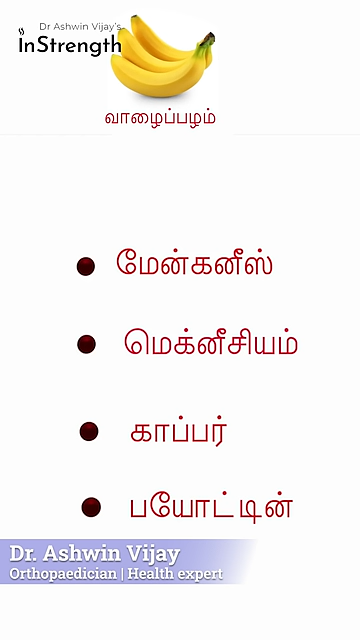 Dr Ashwin Vijay's
InStrength
வாழைப்பழம்
மேன்கனீஸ்
மெக்னீசியம்
காப்பர்
பயோட்டின்
Dr. Ashwin Vijay
Orthopaedician | Health expert